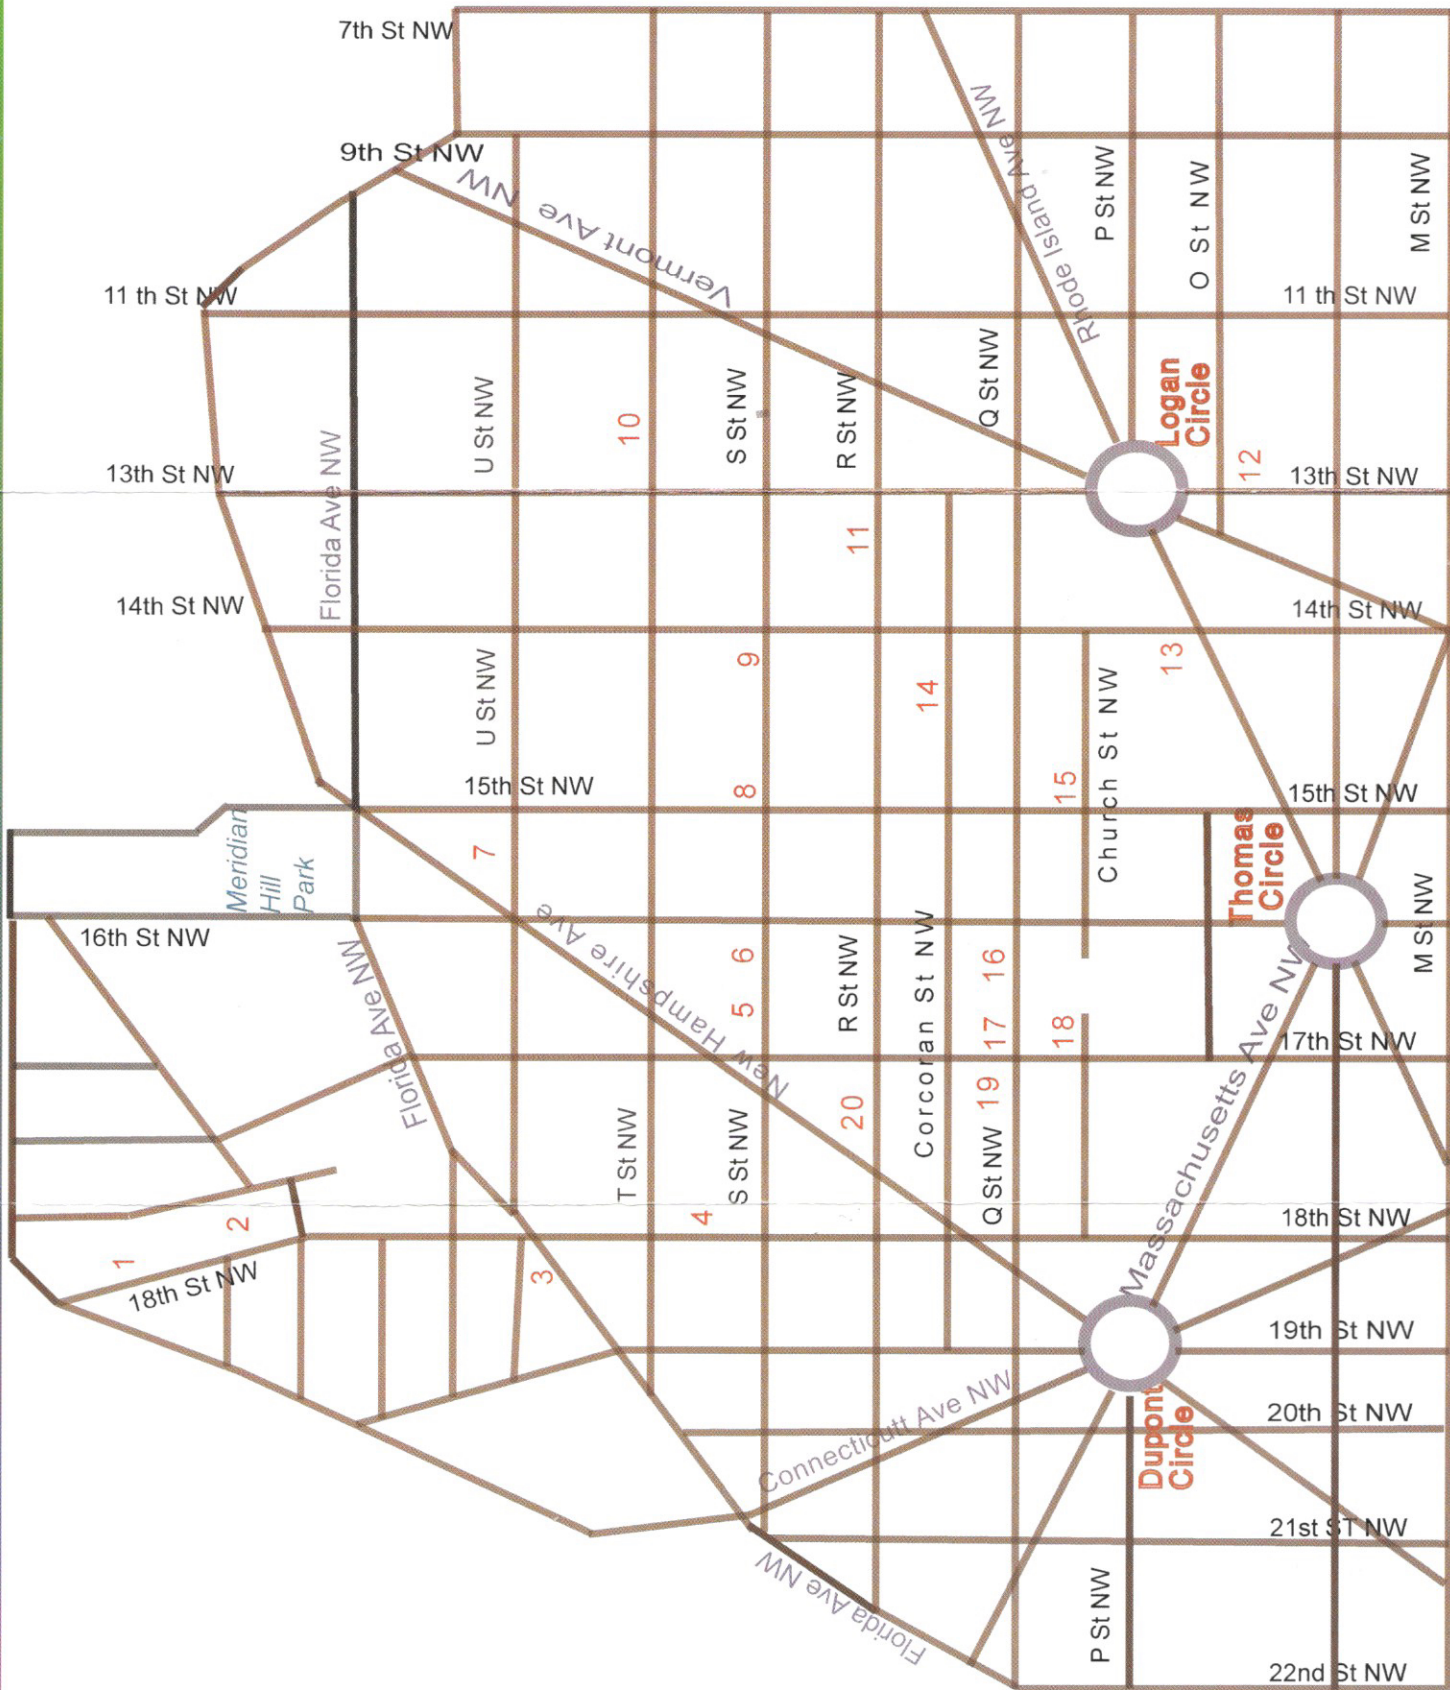 7th St NW
9th St NW
Vermont Ave NW
Rhode Island Ave NW
P St NW
O St NW
M St NW
11 th St NW
11 th St NW
U St NW
10
S St NW
R St NW
Q St NW
Logan
Circle
12
13th St NW
Florida Ave NW
13th St NW
11
14th St NW
14th St NW
U St NW
9
14
13
Church St NW
15th St NW
8
15
15th St NW
Meridian
Hill
Park
7
Thomas
Circle
16th St NW
Florida Ave NW
New Hampshire Ave
6
5
R St NW
Corcoran St NW
16
17
18
M St NW
17th St NW
Massachusetts Ave NW
T St NW
S St NW
20
19
Q St NW
1
2
4
18th St NW
18th St NW
3
19th St NW
Connecticutt Ave NW
Dupont
Circle
20th St NW
21st ST NW
Florida Ave NW
P St NW
22nd St NW